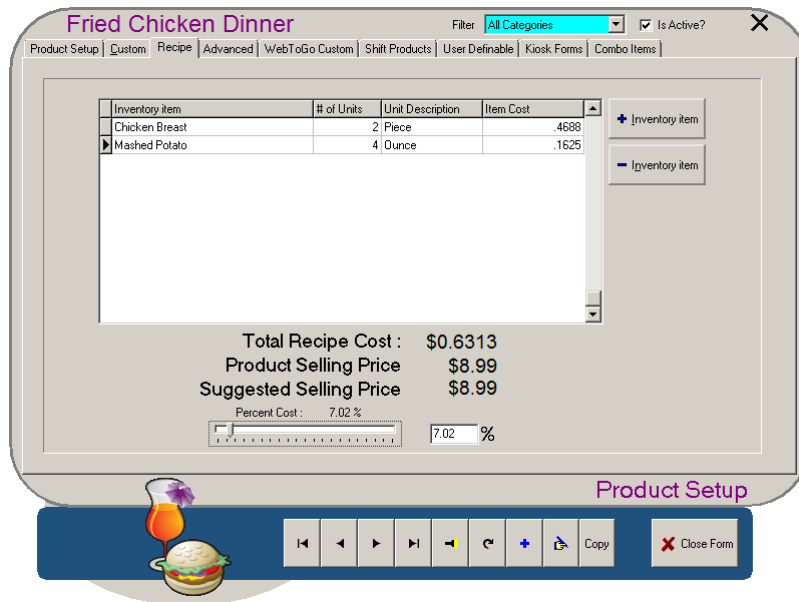 Fried Chicken Dinner Filter All Categories Is Active?
Product Setup Custom Recipe Advanced WebToGo Custom Shift Products User Definable Kiosk Forms Combo Items
Inventory item # of Units Unit Description Item Cost
Chicken Breast 2 Piece .4688
Mashed Potato 4 Ounce .1625
+ Inventory item
- Inventory item
Total Recipe Cost : $0.6313
Product Selling Price $8.99
Suggested Selling Price $8.99
Percent Cost : 7.02 %
7.02 %
Product Setup
Copy
Close Form